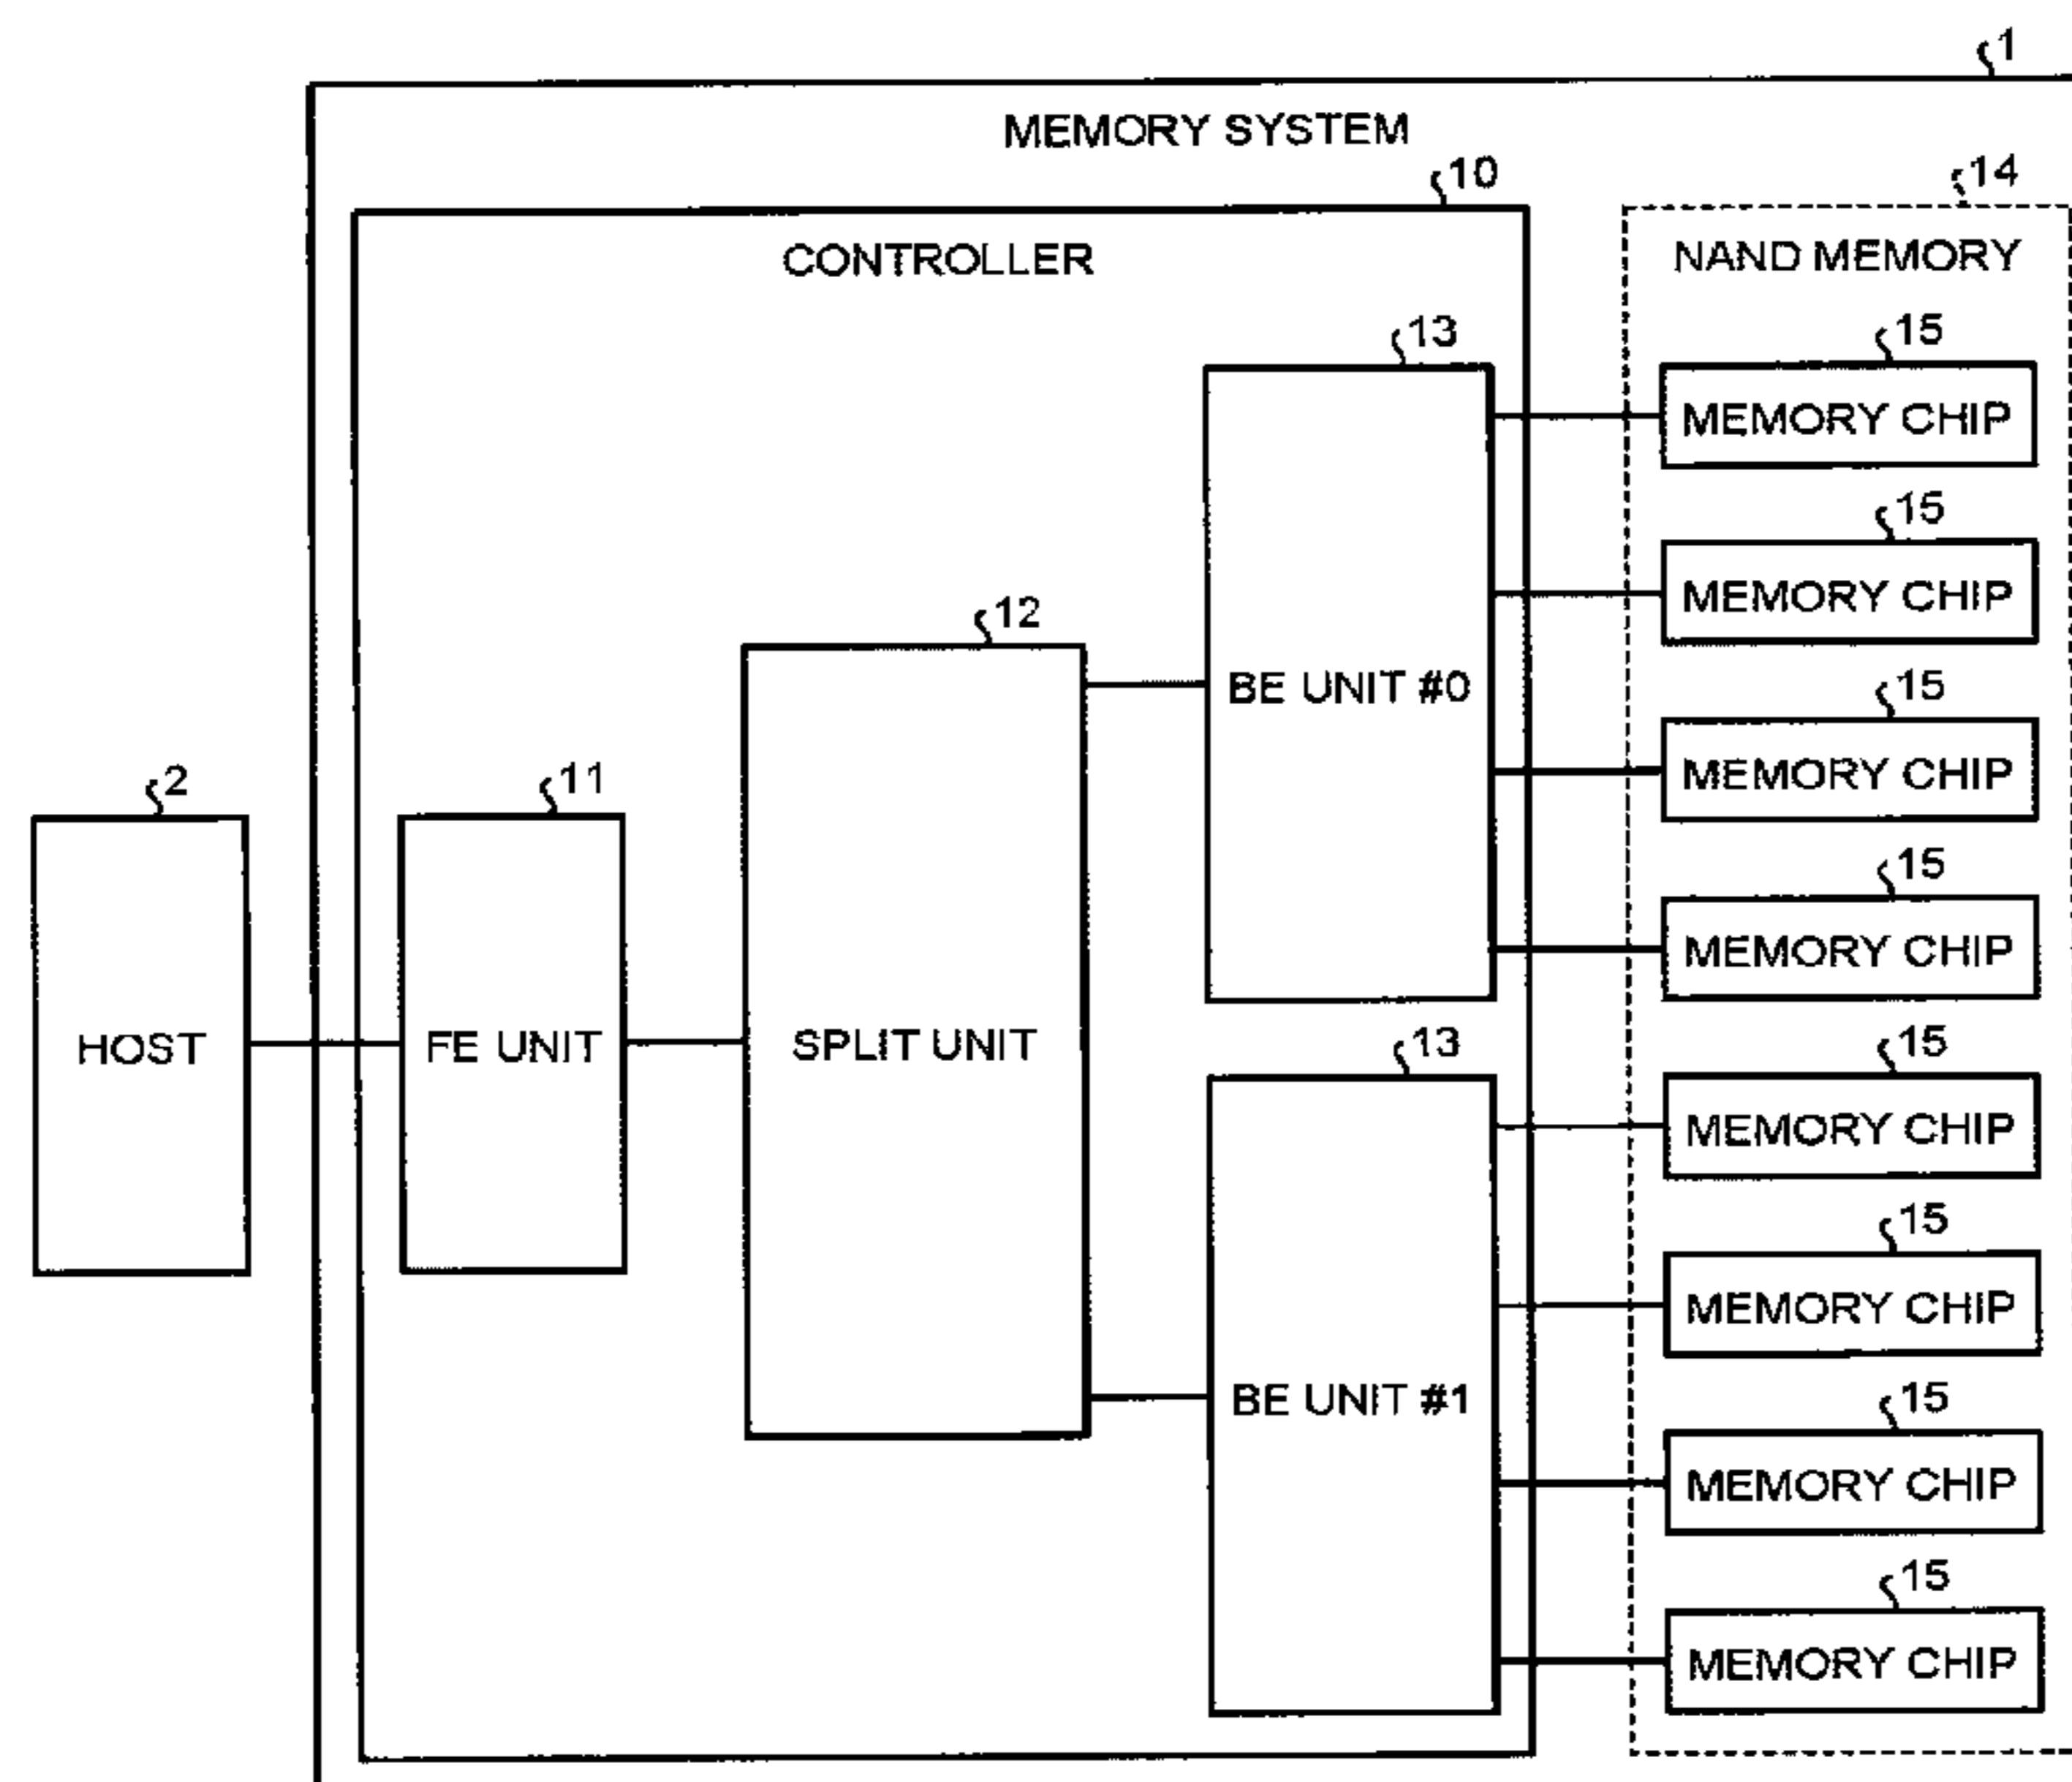 1
MEMORY SYSTEM
10
14
CONTROLLER
NAND MEMORY
13
15
MEMORY CHIP
15
MEMORY CHIP
12
BE UNIT #0
15
MEMORY CHIP
2
11
15
MEMORY CHIP
HOST
FE UNIT
SPLIT UNIT
13
15
MEMORY CHIP
15
MEMORY CHIP
BE UNIT #1
15
MEMORY CHIP
15
MEMORY CHIP